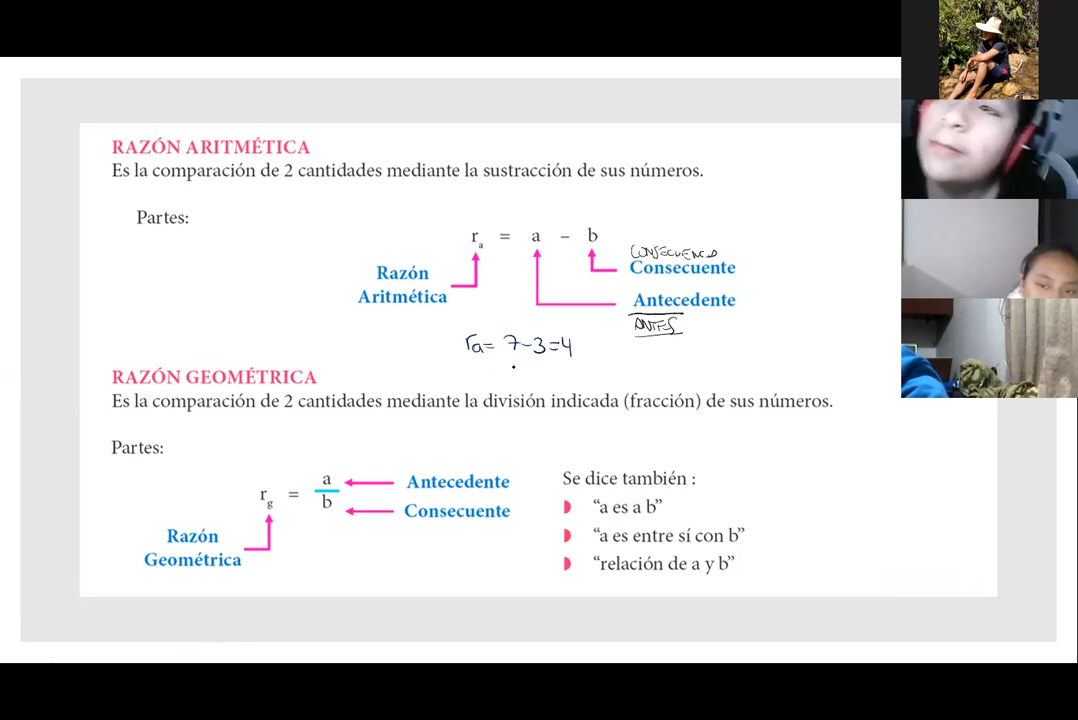 RAZÓN ARITMÉTICA
Es la comparación de 2 cantidades mediante la sustracción de sus números.
Partes:
rₐ = a – b
CONSECUENCIA
Consecuente
Razón
Aritmética
Antecedente
ANTES
ra= 7-3=4
RAZÓN GEOMÉTRICA
Es la comparación de 2 cantidades mediante la división indicada (fracción) de sus números.
Partes:
r_g = a/b
Antecedente
Consecuente
Razón
Geométrica
Se dice también :
“a es a b”
“a es entre sí con b”
“relación de a y b”